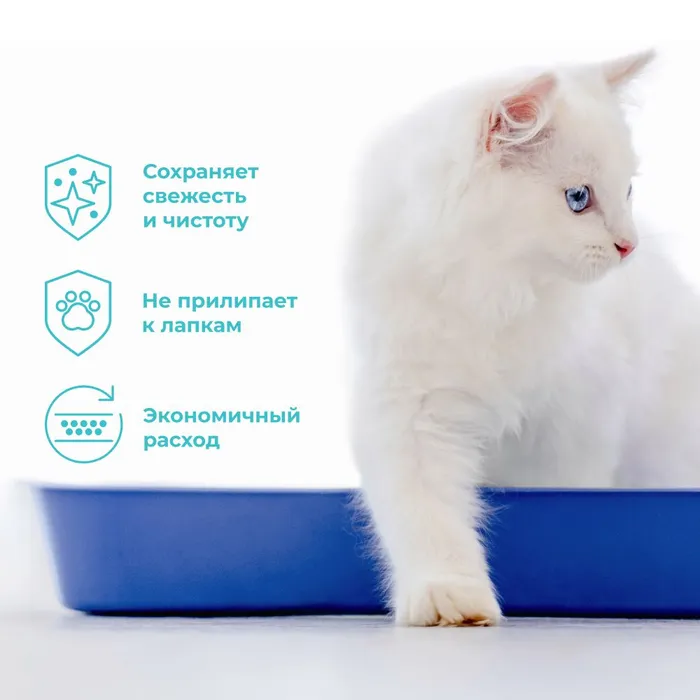 Сохраняет
свежесть
и чистоту
Не прилипает
к лапкам
Экономичный
расход